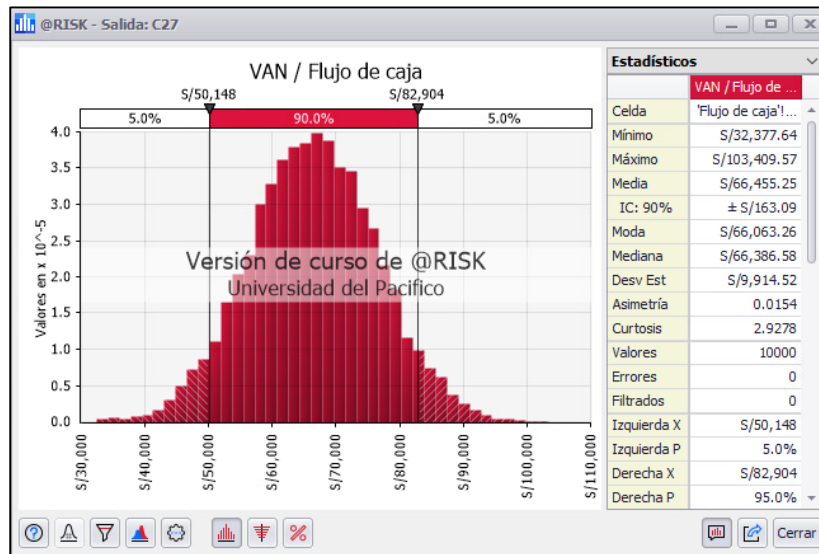 @RISK - Salida: C27
VAN / Flujo de caja
S/50,148 S/82,904
5.0% 90.0% 5.0%
4.0
3.5
3.0
2.5
2.0
1.5
1.0
0.5
0.0
Valores en x 10^-5
Versión de curso de @RISK
Universidad del Pacifico
S/30,000 S/40,000 S/50,000 S/60,000 S/70,000 S/80,000 S/90,000 S/100,000 S/110,000
Estadísticos
VAN / Flujo de ...
Celda 'Flujo de caja'!...
Mínimo S/32,377.64
Máximo S/103,409.57
Media S/66,455.25
IC: 90% ± S/163.09
Moda S/66,063.26
Mediana S/66,386.58
Desv Est S/9,914.52
Asimetría 0.0154
Curtosis 2.9278
Valores 10000
Errores 0
Filtrados 0
Izquierda X S/50,148
Izquierda P 5.0%
Derecha X S/82,904
Derecha P 95.0%
Cerrar